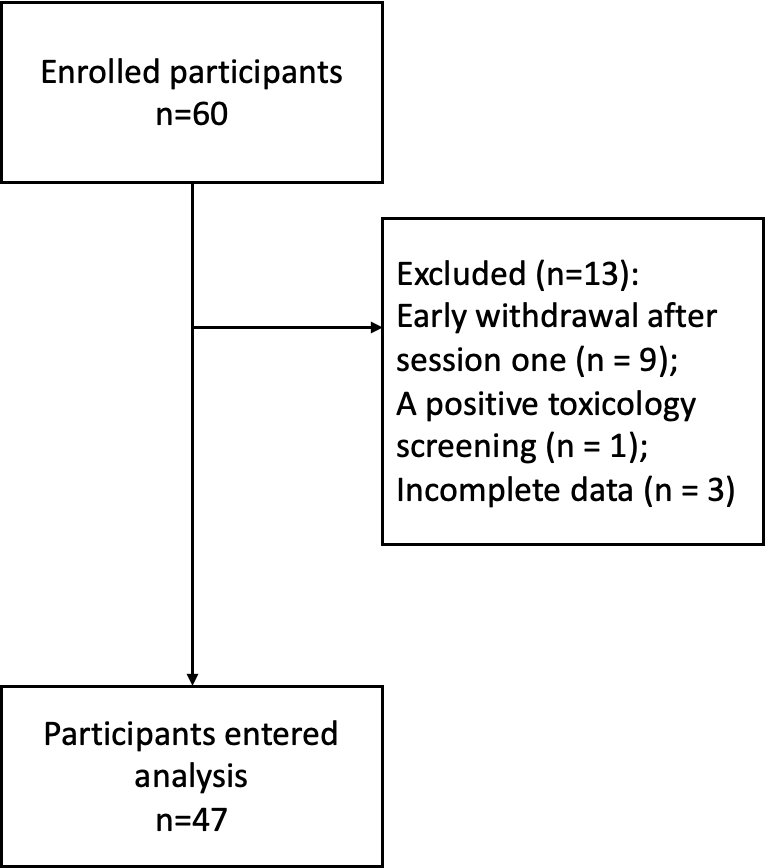 Enrolled participants
n=60
Excluded (n=13):
Early withdrawal after
session one (n = 9);
A positive toxicology
screening (n = 1);
Incomplete data (n = 3)
Participants entered
analysis
n=47